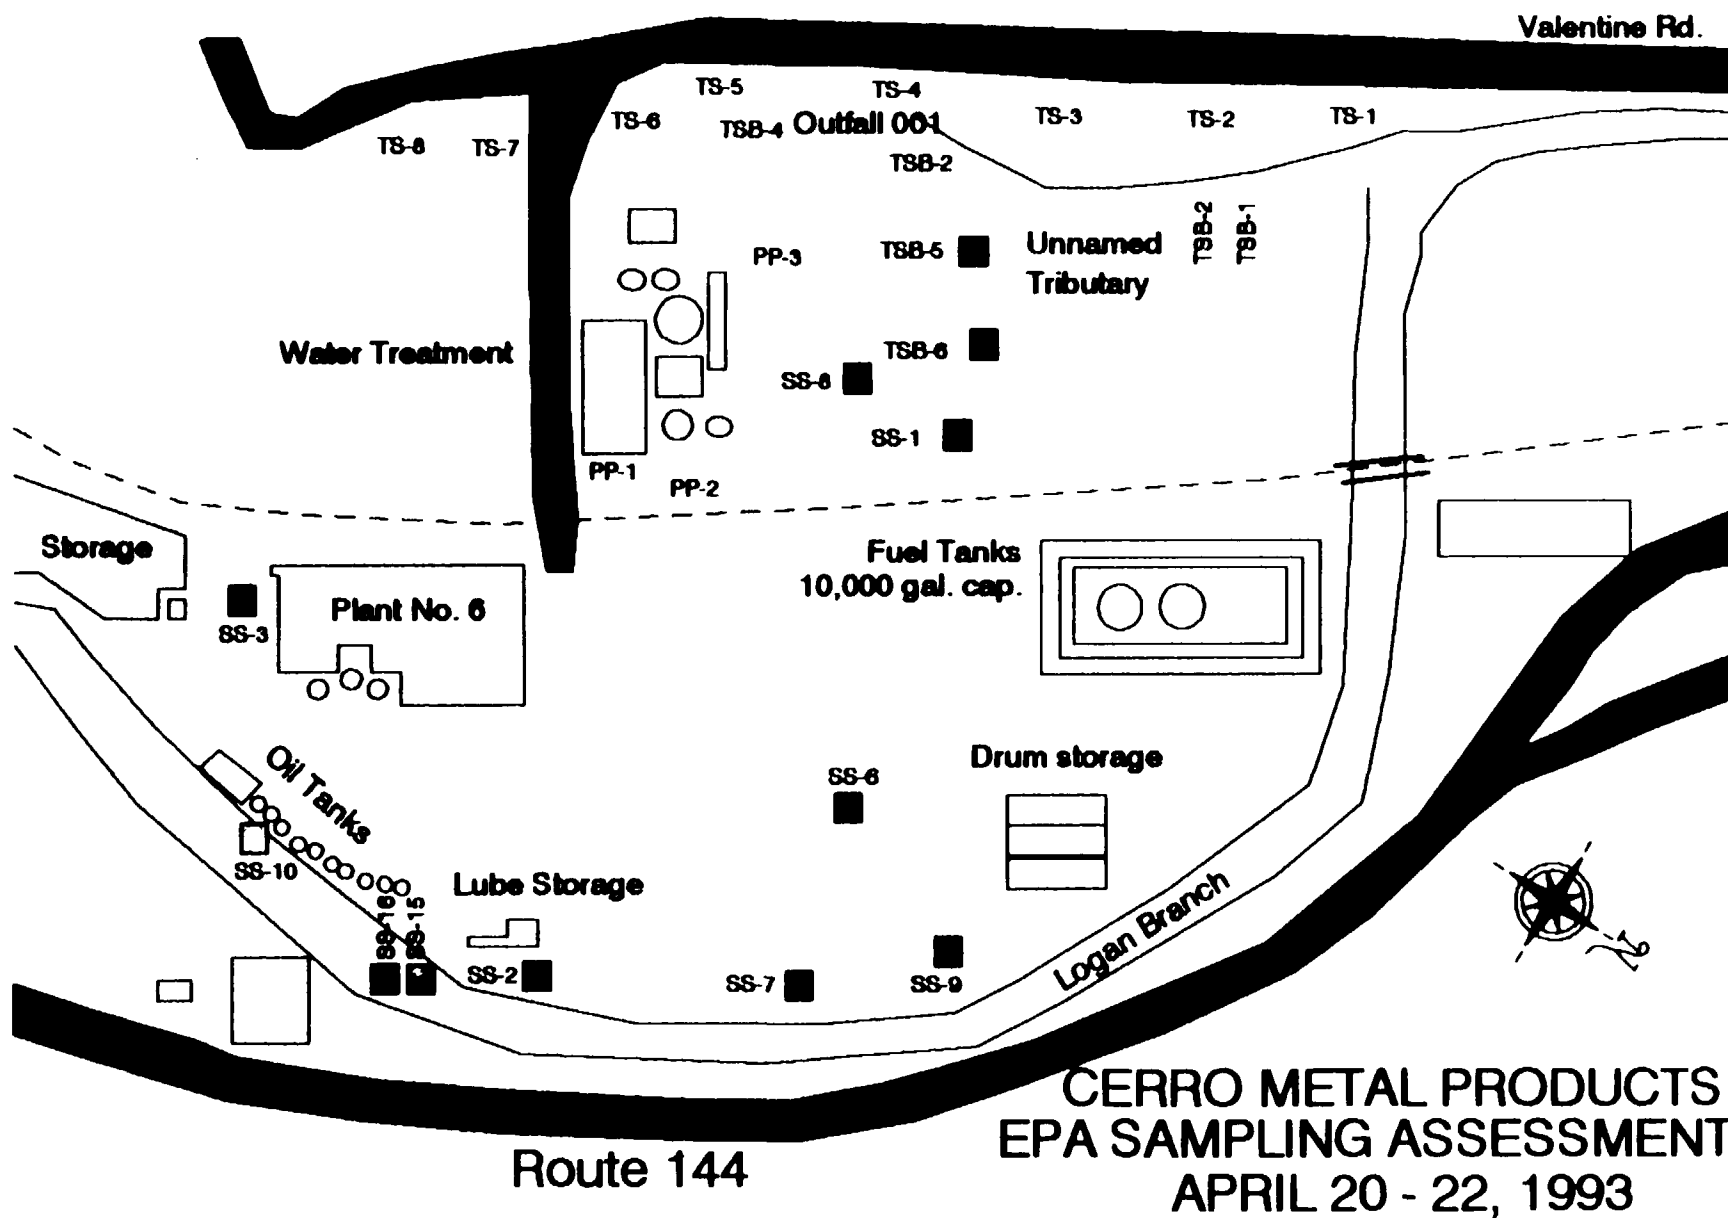 Valentine Rd.
TS-5
TS-4
TS-6
TSB-4
Outfall 001
TS-3
TS-2
TS-1
TS-8
TS-7
TSB-2
TSB-2
TSB-1
TSB-5
Unnamed
Tributary
PP-3
Water Treatment
TSB-6
SS-8
SS-1
PP-1
PP-2
Storage
Fuel Tanks
10,000 gal. cap.
Plant No. 6
SS-3
Oil Tanks
SS-6
Drum storage
SS-10
Lube Storage
SS-16
SS-15
SS-2
SS-7
SS-9
Logan Branch
N
CERRO METAL PRODUCTS
EPA SAMPLING ASSESSMENT
APRIL 20 - 22, 1993
Route 144